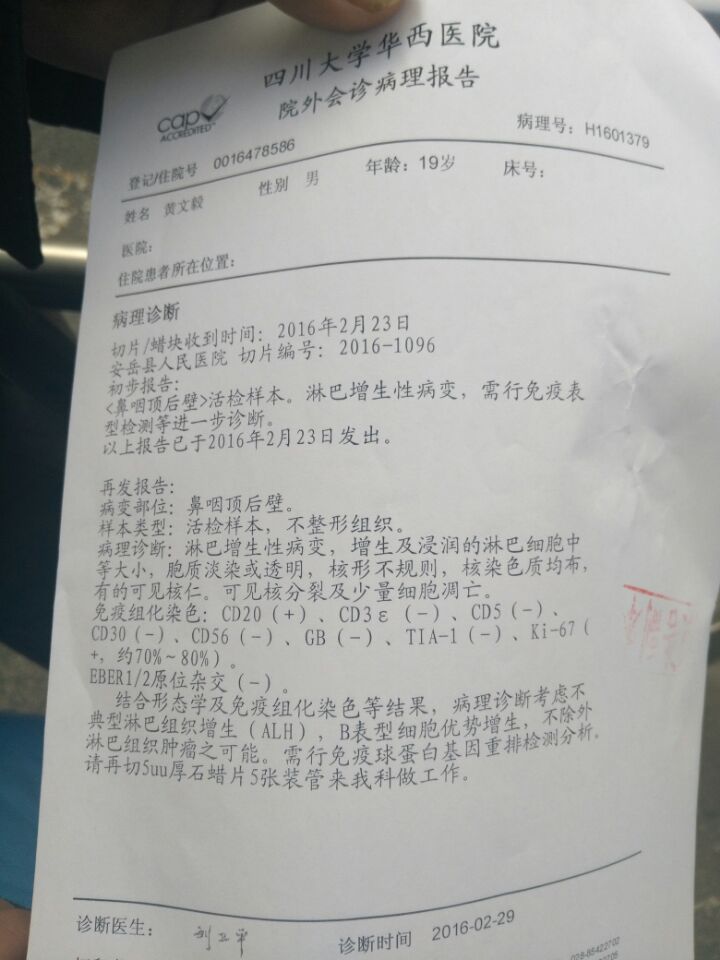 四川大学华西医院
院外会诊病理报告
cap
ACCREDITED™
病理号: H1601379
登记/住院号 0016478586
姓名 黄文毅 性别 男 年龄: 19岁 床号:
医院:
住院患者所在位置:
病理诊断
切片/蜡块收到时间: 2016年2月23日
安岳县人民医院 切片编号: 2016-1096
初步报告:
<鼻咽顶后壁>活检样本。淋巴增生性病变, 需行免疫表
型检测等进一步诊断。
以上报告已于2016年2月23日发出。
再发报告:
病变部位: 鼻咽顶后壁。
样本类型: 活检样本, 不整形组织。
病理诊断: 淋巴增生性病变, 增生及浸润的淋巴细胞中
等大小, 胞质淡染或透明, 核形不规则, 核染色质均布,
有的可见核仁。可见核分裂及少量细胞凋亡。
免疫组化染色: CD20 (+) 、CD3ε (-) 、CD5 (-) 、
CD30 (-) 、CD56 (-) 、GB (-) 、TIA-1 (-) 、Ki-67 (
+, 约70%~80%) 。
EBER1/2原位杂交 (-) 。
结合形态学及免疫组化染色等结果, 病理诊断考虑不
典型淋巴组织增生 (ALH) , B表型细胞优势增生, 不除外
淋巴组织肿瘤之可能。需行免疫球蛋白基因重排检测分析。
请再切5uu厚石蜡片5张装管来我科做工作。
诊断医生: 刘卫平 诊断时间 2016-02-29
028-85422702